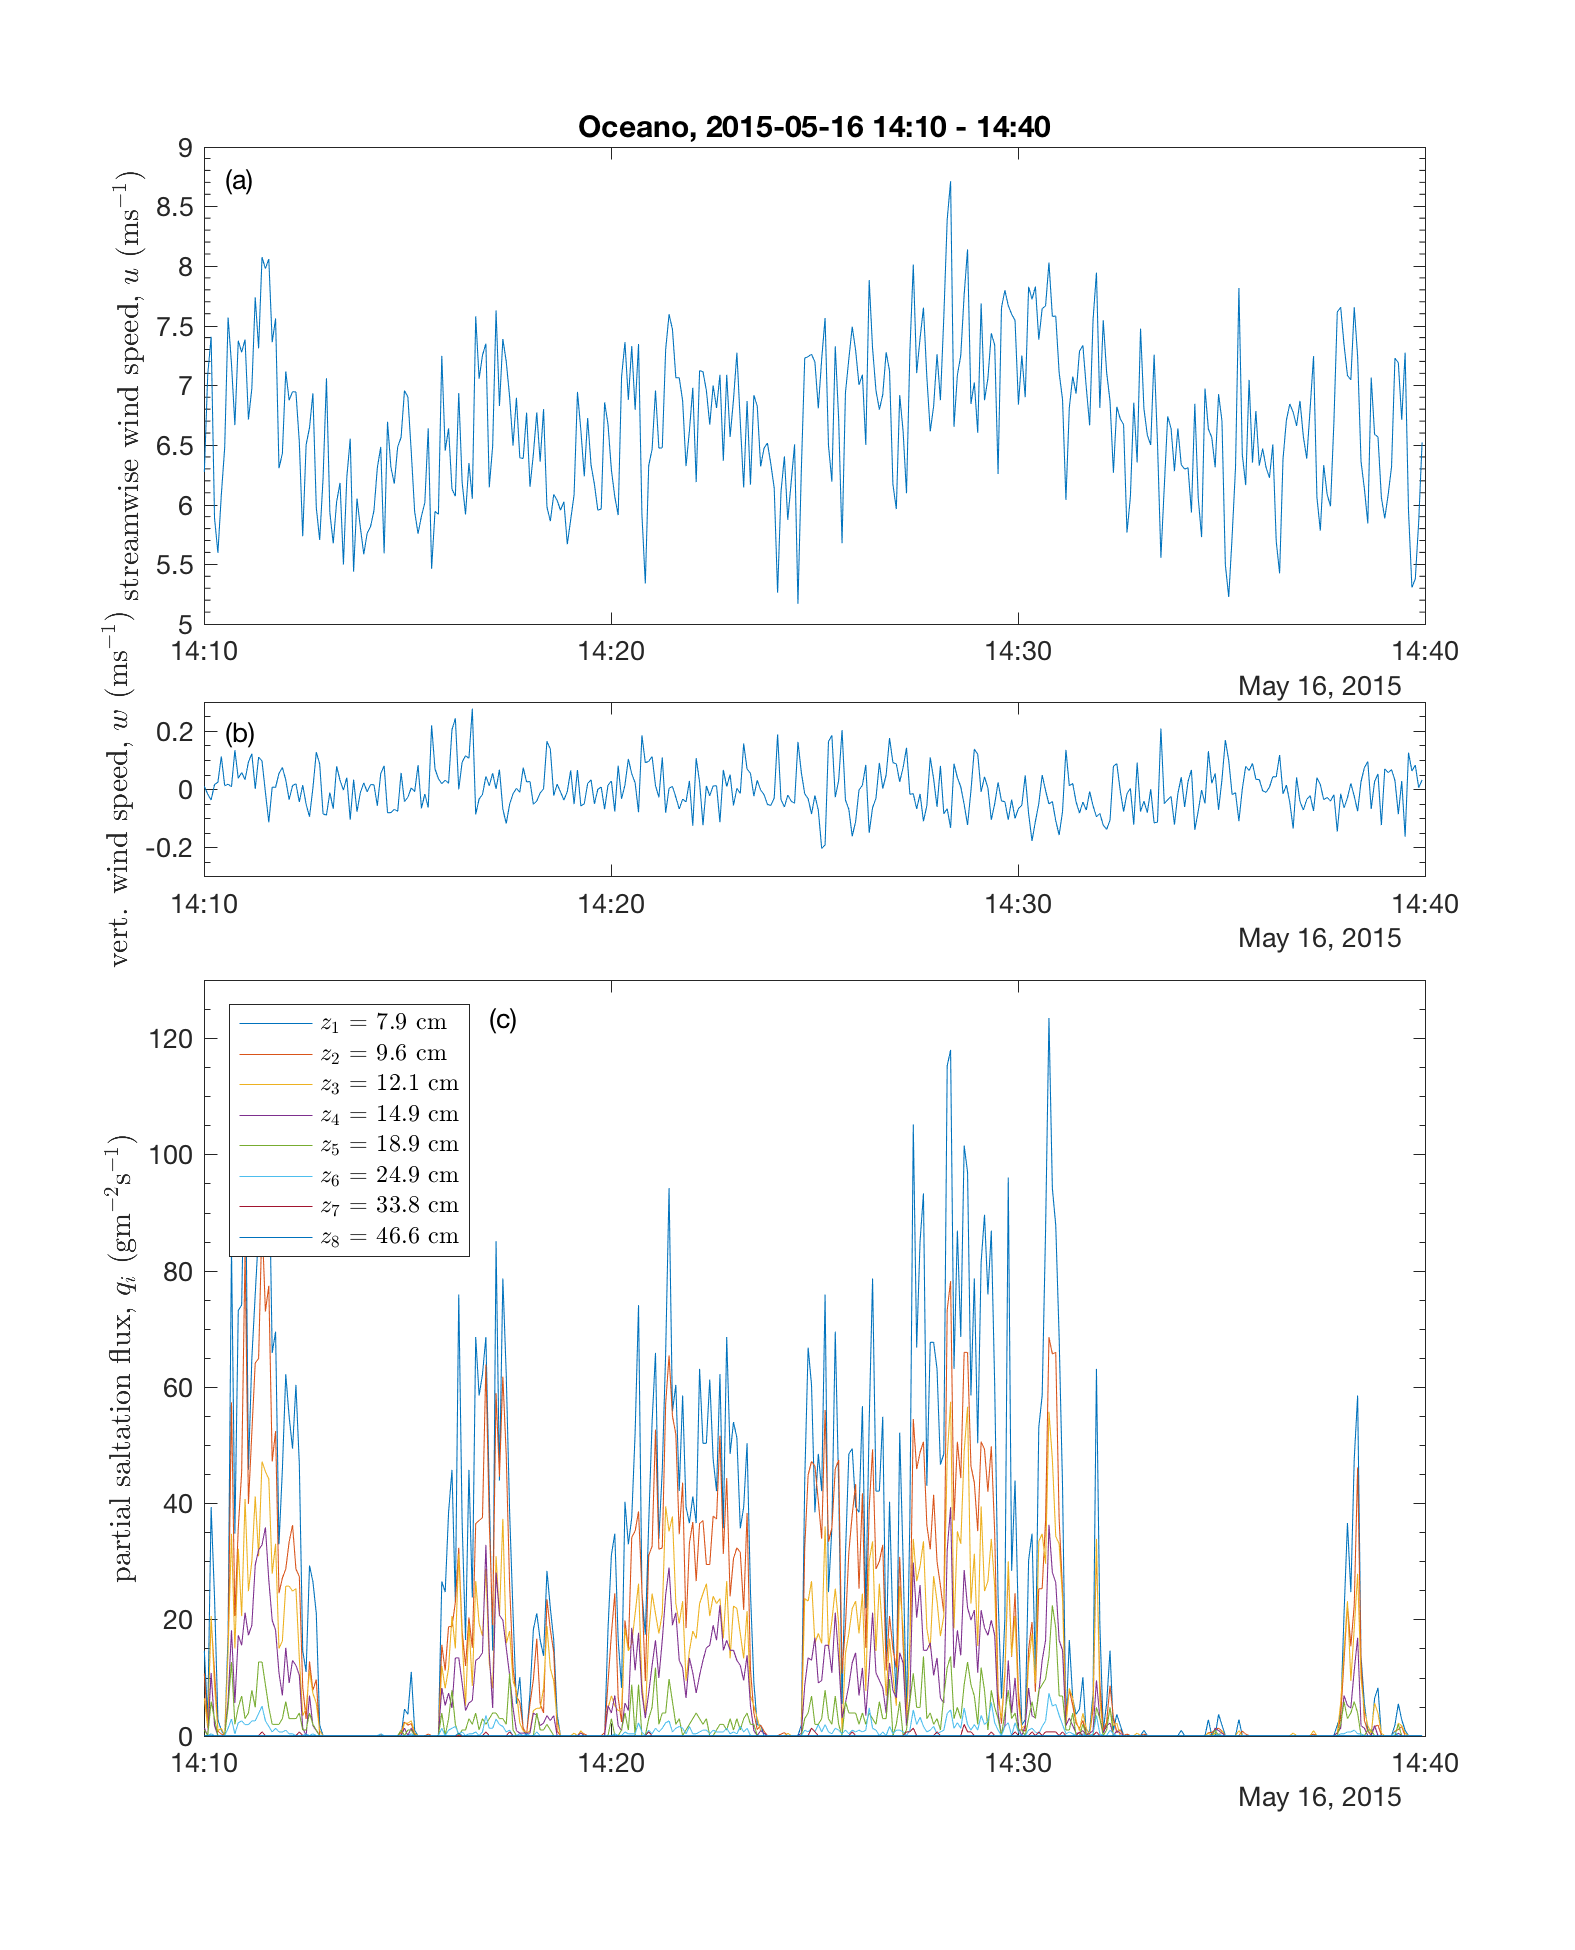 Oceano, 2015-05-16 14:10 - 14:40
(a)
streamwise wind speed, u (ms⁻¹)
9
8.5
8
7.5
7
6.5
6
5.5
5
14:10 14:20 14:30 14:40
May 16, 2015
(b)
vert. wind speed, w (ms⁻¹)
0.2
0
-0.2
14:10 14:20 14:30 14:40
May 16, 2015
(c)
partial saltation flux, qᵢ (gm⁻²s⁻¹)
z₁ = 7.9 cm
z₂ = 9.6 cm
z₃ = 12.1 cm
z₄ = 14.9 cm
z₅ = 18.9 cm
z₆ = 24.9 cm
z₇ = 33.8 cm
z₈ = 46.6 cm
120
100
80
60
40
20
0
14:10 14:20 14:30 14:40
May 16, 2015